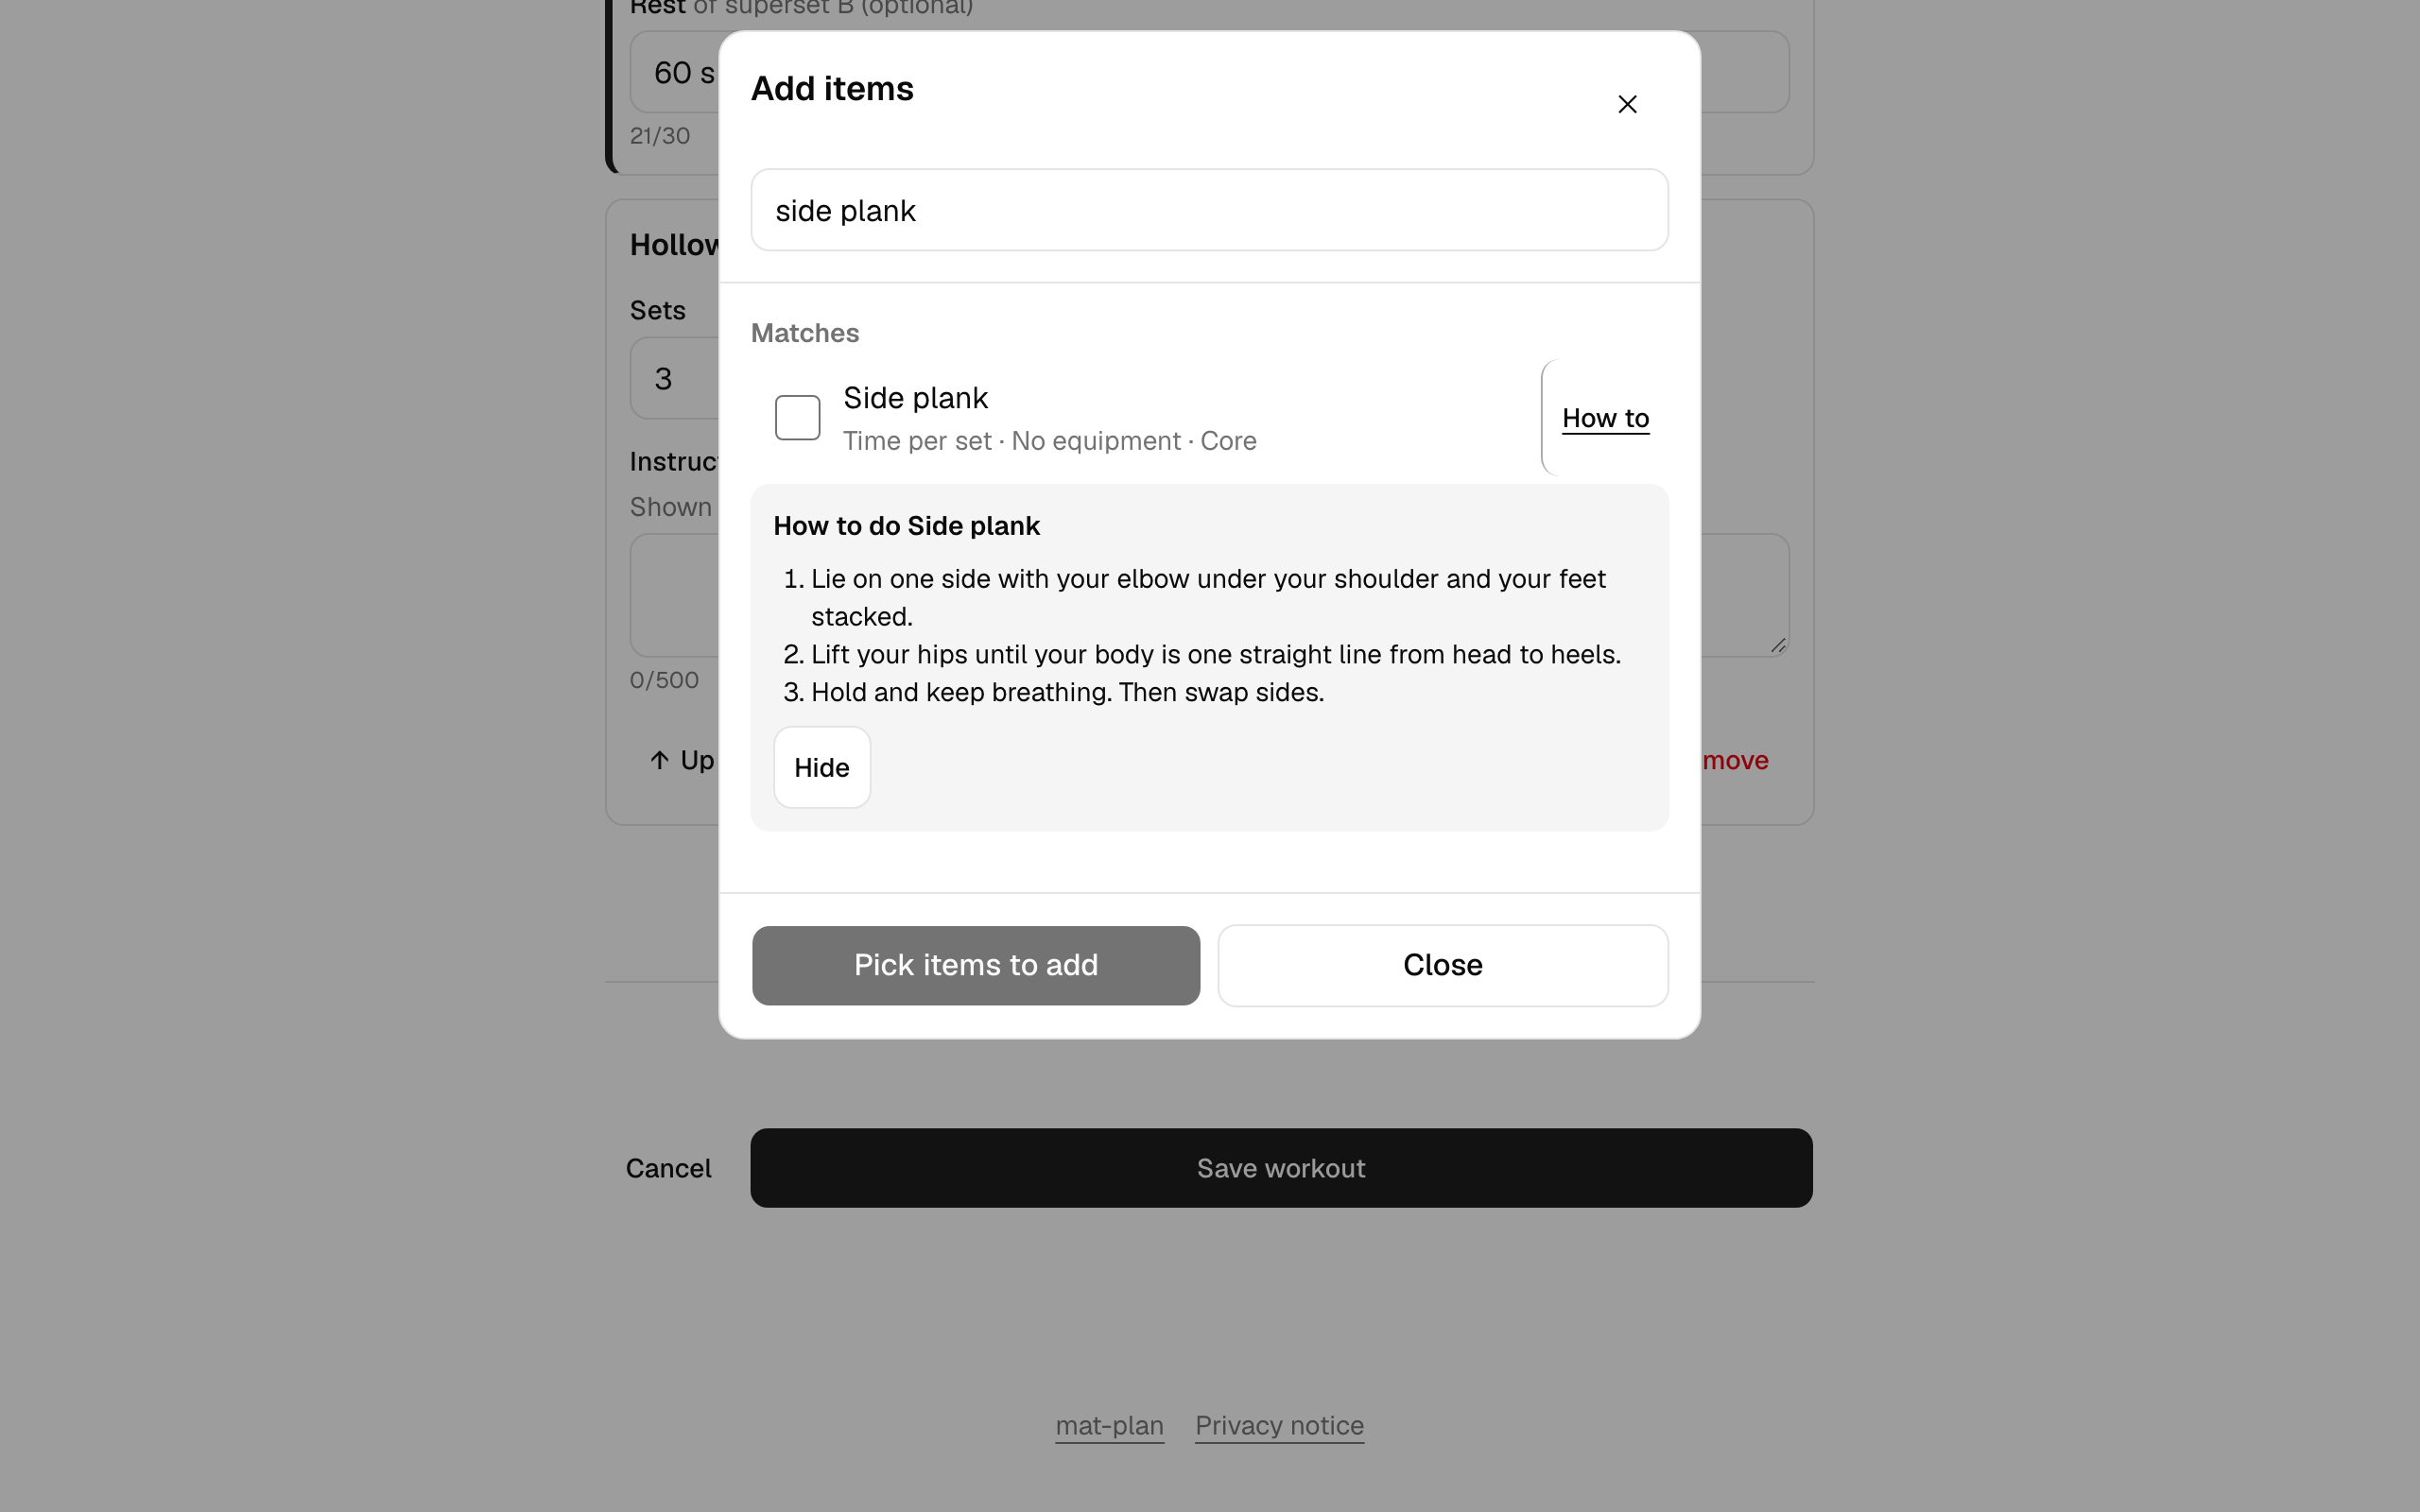 Rest of superset B (optional)
60 s
21/30
Add items
side plank
Matches
Side plank
Time per set · No equipment · Core
How to
How to do Side plank
1. Lie on one side with your elbow under your shoulder and your feet
stacked.
2. Lift your hips until your body is one straight line from head to heels.
3. Hold and keep breathing. Then swap sides.
Hide
Pick items to add
Close
Hollow
Sets
3
Instruc
Shown
0/500
↑ Up
move
Cancel
Save workout
mat-plan
Privacy notice